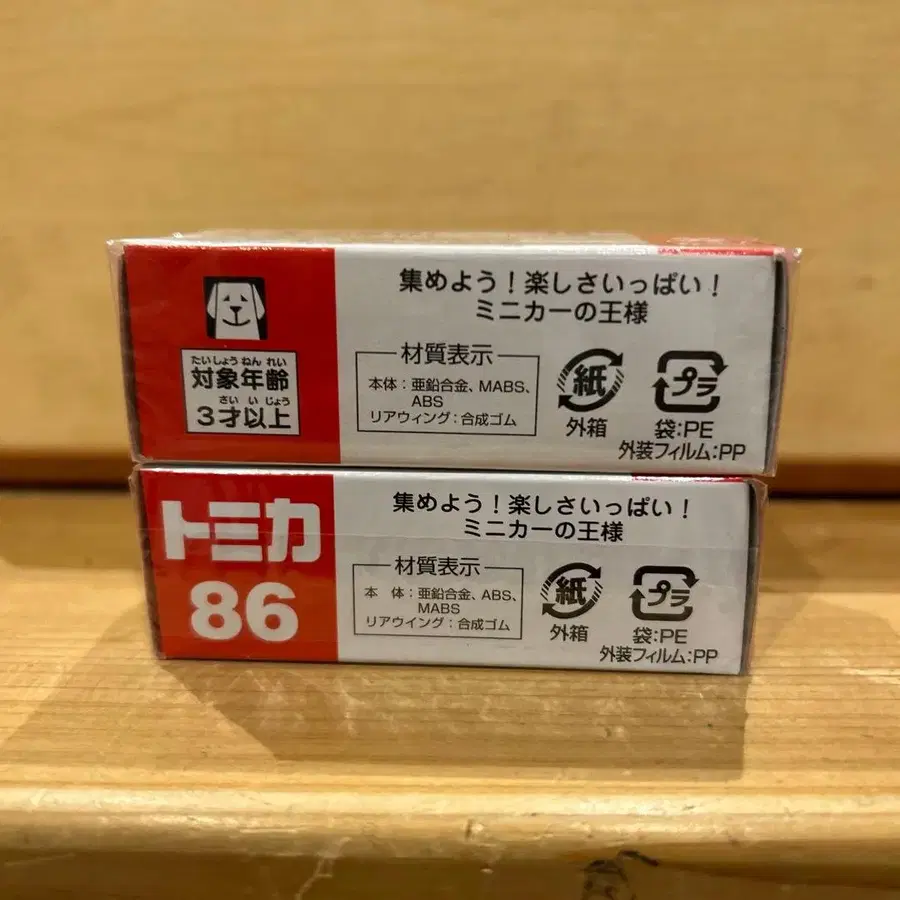 集めよう！楽しさいっぱい！
ミニカーの王様
たいしょうねんれい
対象年齢
さいいじょう
3才以上
材質表示
本体：亜鉛合金、MABS、
ABS
リアウィング：合成ゴム
紙
外箱
プラ
袋:PE
外装フィルム:PP
トミカ
86
集めよう！楽しさいっぱい！
ミニカーの王様
材質表示
本 体：亜鉛合金、ABS、
MABS
リアウイング：合成ゴム
紙
外箱
プラ
袋:PE
外装フィルム:PP